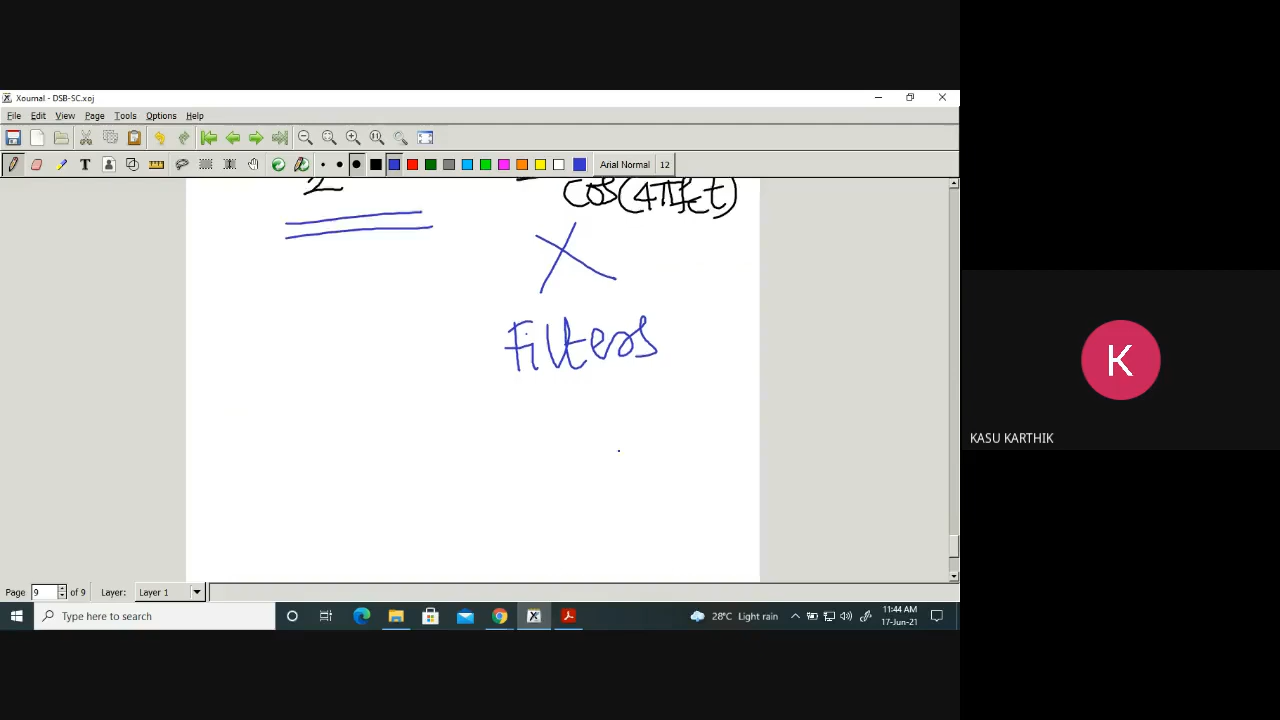 Xournal - DSB-SC.xoj
File Edit View Page Tools Options Help
Arial Normal 12
2
cos(4πfct)
X
Filters
K
KASU KARTHIK
Page 9 of 9 Layer: Layer 1
Type here to search
28°C Light rain
11:44 AM
17-Jun-21